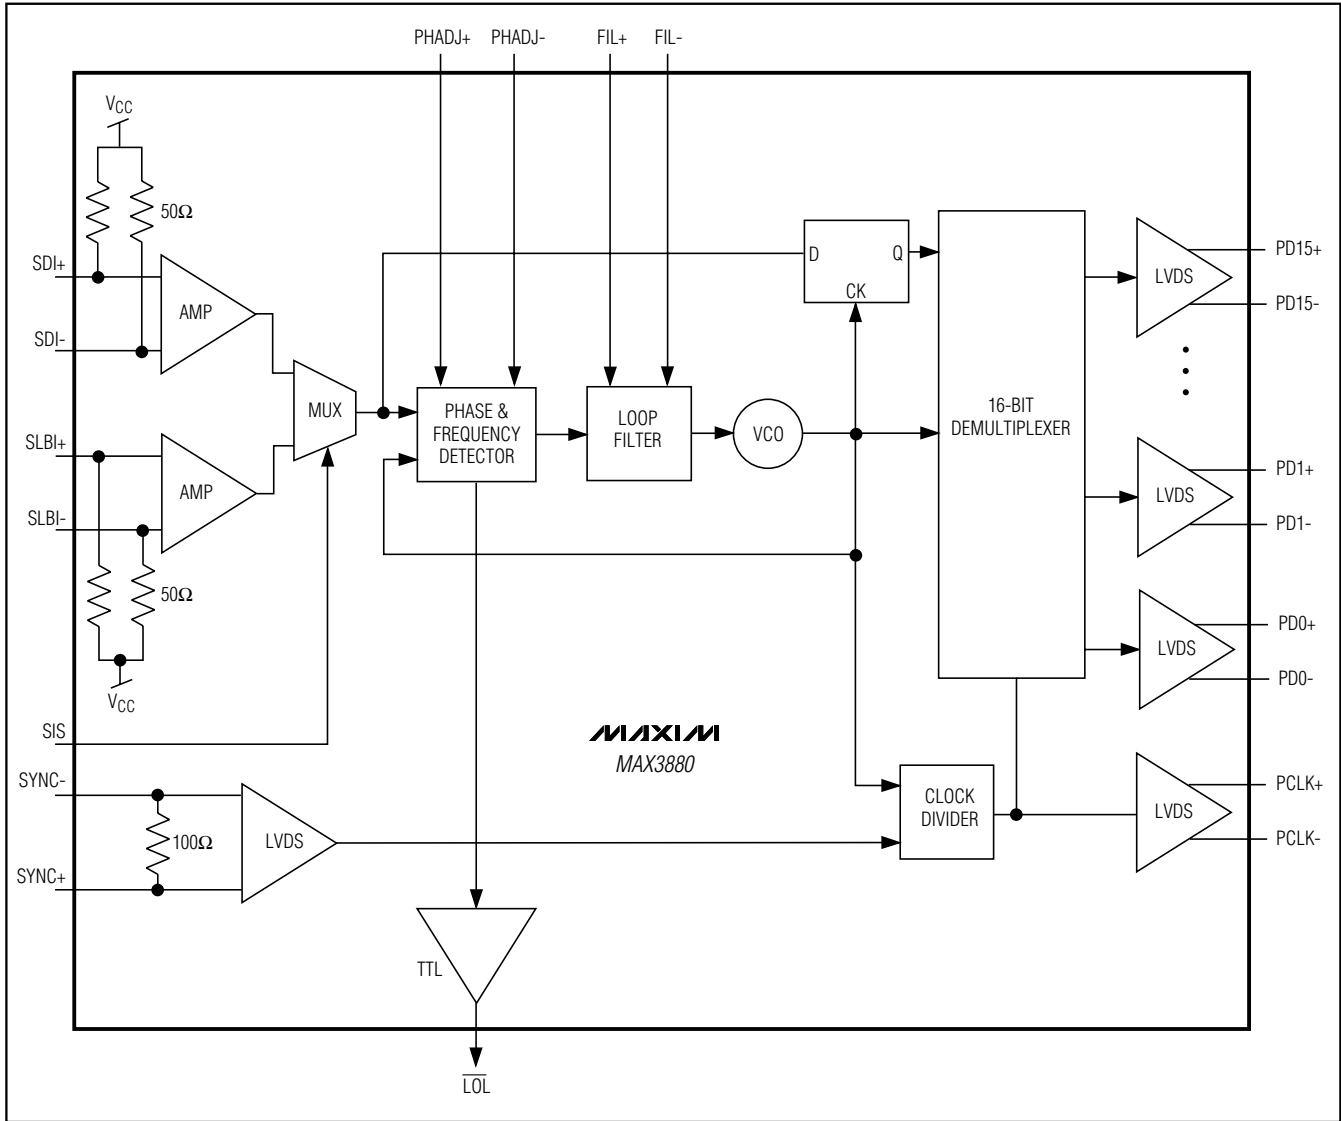 PHADJ+ PHADJ- FIL+ FIL-
VCC
50Ω
SDI+
AMP
SDI-
D Q
CK
LVDS
PD15+
PD15-
MUX
PHASE &
FREQUENCY
DETECTOR
LOOP
FILTER
VCO
16-BIT
DEMULTIPLEXER
SLBI+
AMP
SLBI-
50Ω
VCC
LVDS
PD1+
PD1-
LVDS
PD0+
PD0-
SIS
MAXIM
MAX3880
SYNC-
100Ω
LVDS
SYNC+
CLOCK
DIVIDER
LVDS
PCLK+
PCLK-
TTL
LOL